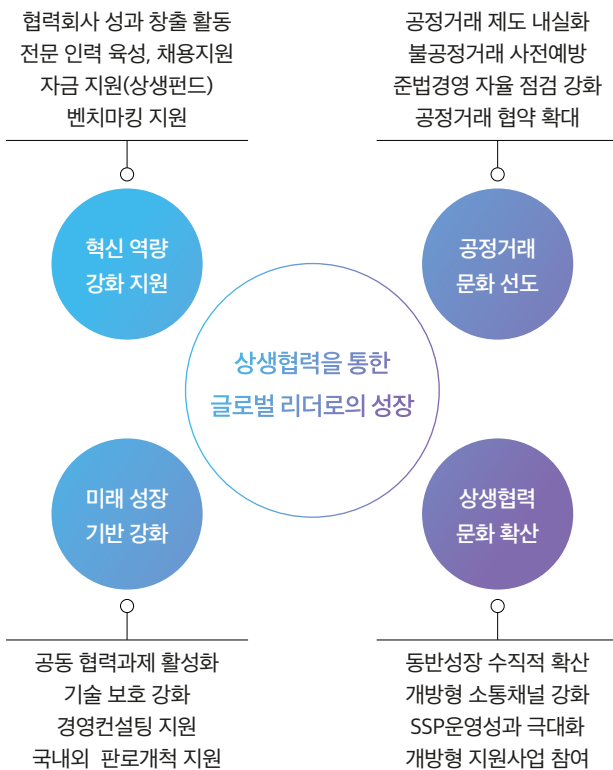 협력회사 성과 창출 활동
전문 인력 육성, 채용지원
자금 지원(상생펀드)
벤치마킹 지원
공정거래 제도 내실화
불공정거래 사전예방
준법경영 자율 점검 강화
공정거래 협약 확대
혁신 역량
강화 지원
공정거래
문화 선도
상생협력을 통한
글로벌 리더로의 성장
미래 성장
기반 강화
상생협력
문화 확산
공동 협력과제 활성화
기술 보호 강화
경영컨설팅 지원
국내외 판로개척 지원
동반성장 수직적 확산
개방형 소통채널 강화
SSP운영성과 극대화
개방형 지원사업 참여